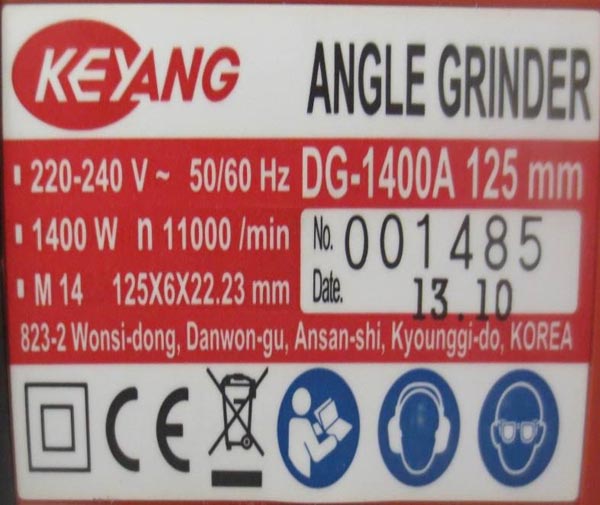 KEYANG ANGLE GRINDER
220-240 V ~ 50/60 Hz DG-1400A 125 mm
1400 W n 11000 /min No. 001485
M 14 125X6X22.23 mm Date. 13.10
823-2 Wonsi-dong, Danwon-gu, Ansan-shi, Kyounggi-do, KOREA
CE